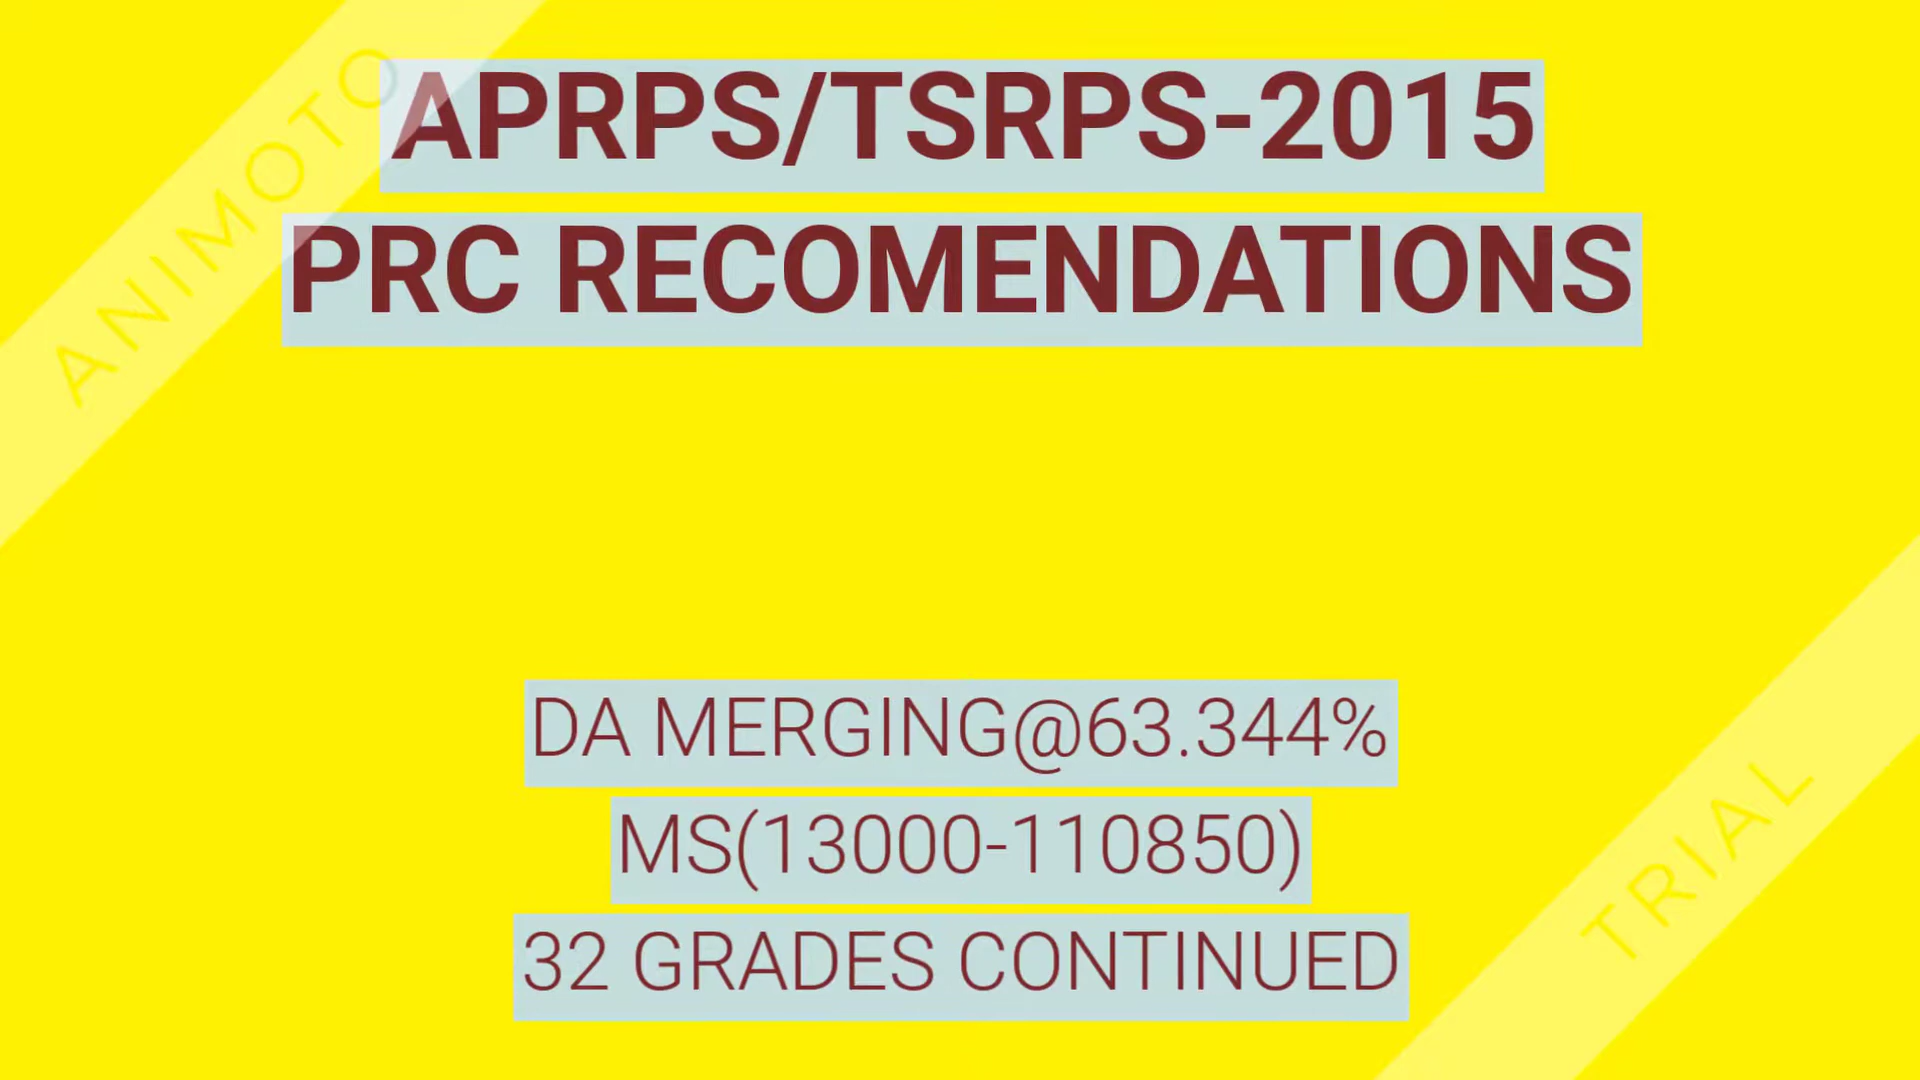 ANIMOTO
APRPS/TSRPS-2015
PRC RECOMENDATIONS
DA MERGING@63.344%
MS(13000-110850)
32 GRADES CONTINUED
TRIAL